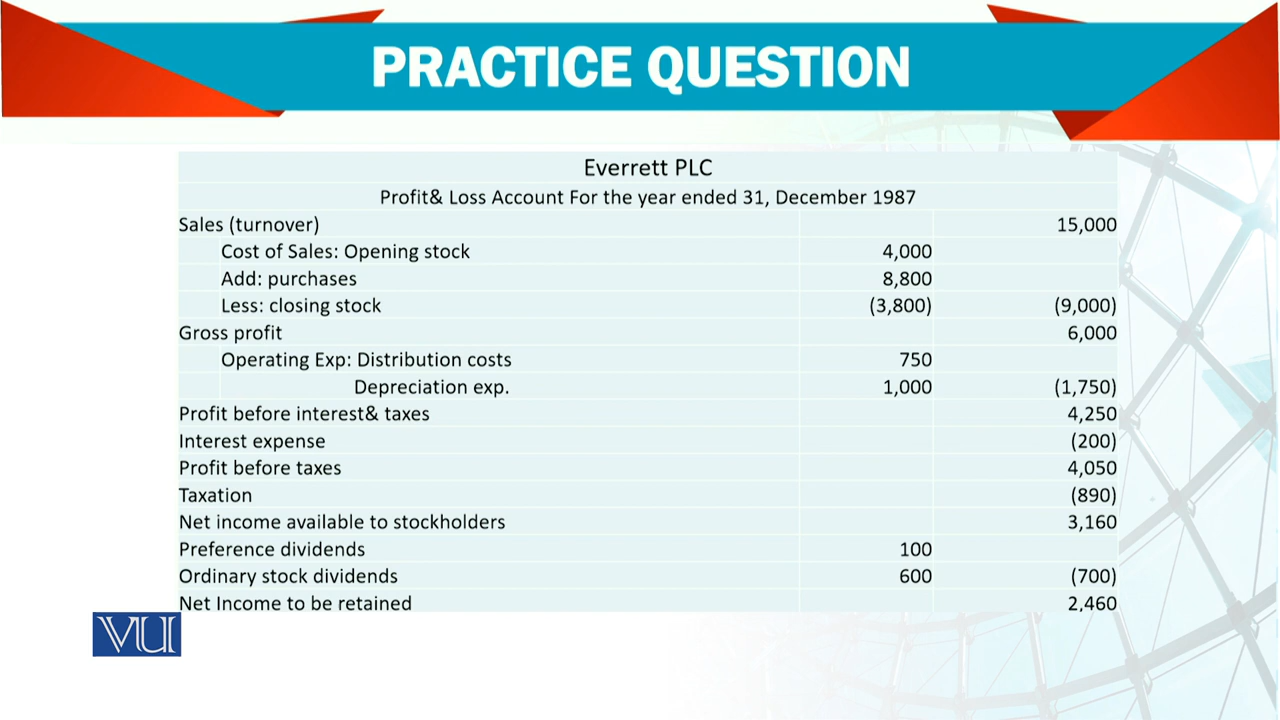 PRACTICE QUESTION
Everrett PLC
Profit& Loss Account For the year ended 31, December 1987
Sales (turnover) 15,000
Cost of Sales: Opening stock 4,000
Add: purchases 8,800
Less: closing stock (3,800) (9,000)
Gross profit 6,000
Operating Exp: Distribution costs 750
Depreciation exp. 1,000 (1,750)
Profit before interest& taxes 4,250
Interest expense (200)
Profit before taxes 4,050
Taxation (890)
Net income available to stockholders 3,160
Preference dividends 100
Ordinary stock dividends 600 (700)
Net Income to be retained 2,460
VU